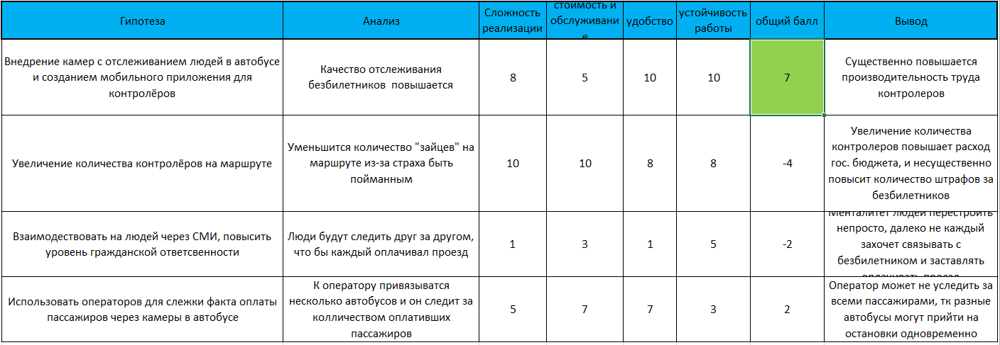 Гипотеза
Анализ
Сложность
реализации
стоимость и
обслуживани
е
удобство
устойчивость
работы
общий балл
Вывод
Внедрение камер с отслеживанием людей в автобусе
и созданием мобильного приложения для
контролёров
Качество отслеживания
безбилетников повышается
8
5
10
10
7
Существенно повышается
производительность труда
контролеров
Увеличение количества контролёров на маршруте
Уменьшится количество "зайцев" на
маршруте из-за страха быть
пойманным
10
10
8
8
-4
Увеличение количества
контролеров повышает расход
гос. бюджета, и несущественно
повысит количество штрафов за
безбилетников
Взаимодествовать на людей через СМИ, повысить
уровень гражданской ответсвенности
Люди будут следить друг за другом,
что бы каждый оплачивал проезд
1
3
1
5
-2
Менталитет людей перестроить
непросто, далеко не каждый
захочет связывать с
безбилетником и заставлять
оплачивать проезд
Использовать операторов для слежки факта оплаты
пассажиров через камеры в автобусе
К оператору привязыватся
несколько автобусов и он следит за
колличеством оплативших
пассажиров
5
7
7
3
2
Оператор может не уследить за
всеми пассажирами, тк разные
автобусы могут прийти на
остановки одновременно